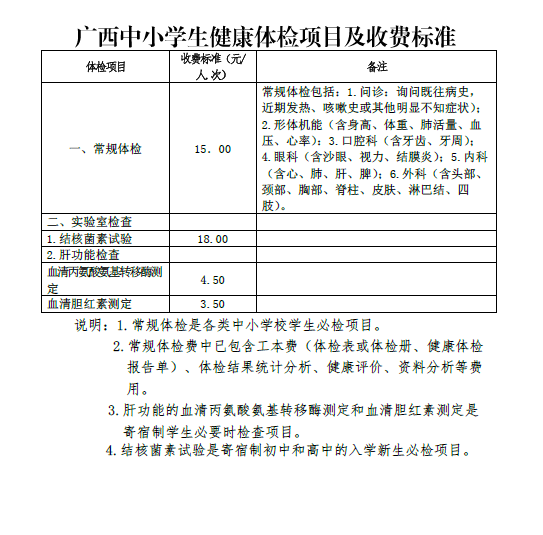 广西中小学生健康体检项目及收费标准
体检项目
收费标准（元/
人.次）
备注
一、常规体检
15．00
常规体检包括：1.问诊：询问既往病史，
近期发热、咳嗽史或其他明显不知症状）；
2.形体机能（含身高、体重、肺活量、血
压、心率）；3.口腔科（含牙齿、牙周）；
4.眼科（含沙眼、视力、结膜炎）；5.内科
（含心、肺、肝、脾）；6.外科（含头部、
颈部、胸部、脊柱、皮肤、淋巴结、四
肢）。
二、实验室检查
1.结核菌素试验
18.00
2.肝功能检查
血清丙氨酸氨基转移酶测
定
4.50
血清胆红素测定
3.50
说明：1.常规体检是各类中小学校学生必检项目。
2.常规体检费中已包含工本费（体检表或体检册、健康体检
报告单）、体检结果统计分析、健康评价、资料分析等费
用。
3.肝功能的血清丙氨酸氨基转移酶测定和血清胆红素测定是
寄宿制学生必要时检查项目。
4.结核菌素试验是寄宿制初中和高中的入学新生必检项目。